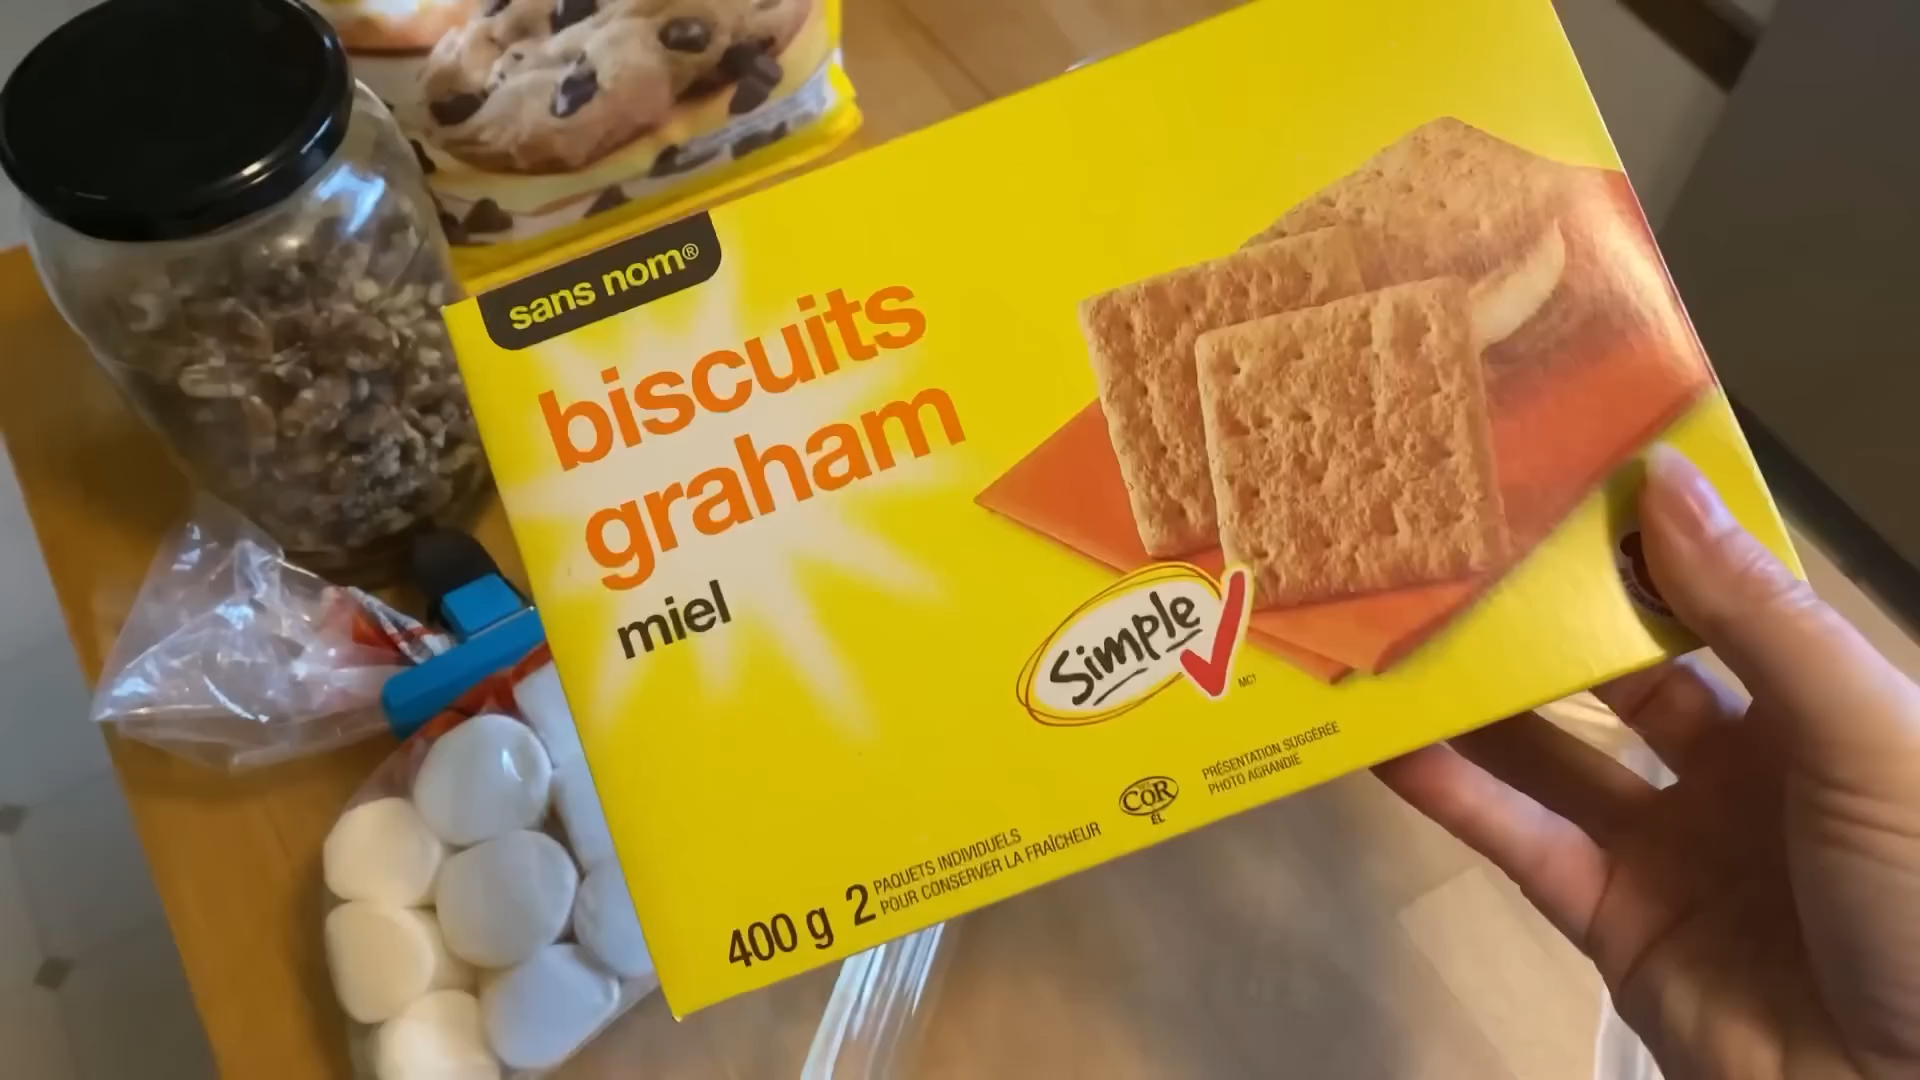 sans nom®
biscuits
graham
miel
Simple
MC†
COR
ÉL
PRÉSENTATION SUGGÉRÉE
PHOTO AGRANDIE
400 g 2 PAQUETS INDIVIDUELS
POUR CONSERVER LA FRAÎCHEUR